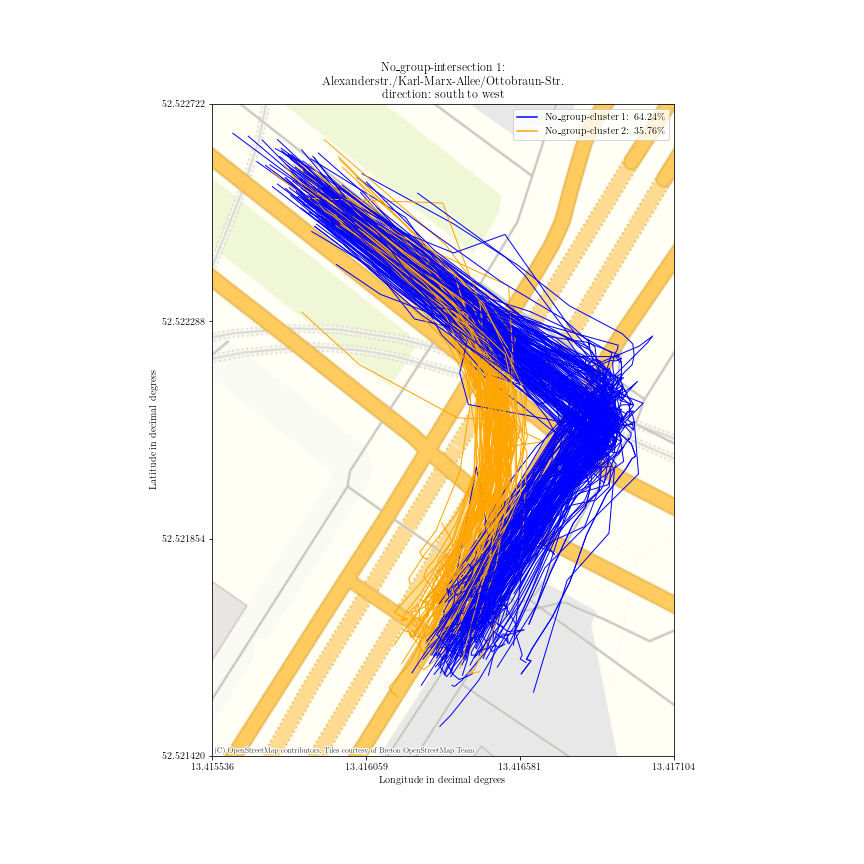 No_group-intersection 1:
Alexanderstr./Karl-Marx-Allee/Ottobraun-Str.
direction: south to west
No_group-cluster 1: 64.24%
No_group-cluster 2: 35.76%
52.522722
52.522288
52.521854
52.521420
Latitude in decimal degrees
(C) OpenStreetMap contributors, Tiles courtesy of Breton OpenStreetMap Team
13.415536
13.416059
13.416581
13.417104
Longitude in decimal degrees